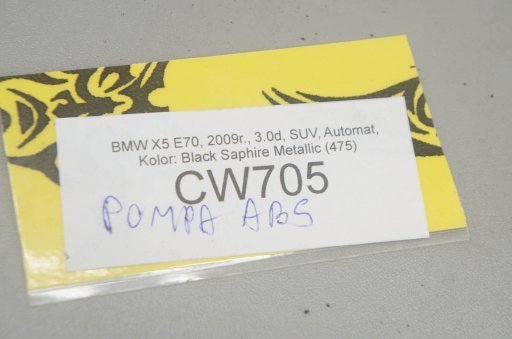 BMW X5 E70, 2009r., 3.0d, SUV, Automat,
Kolor: Black Saphire Metallic (475)
CW705
POMPA ABS